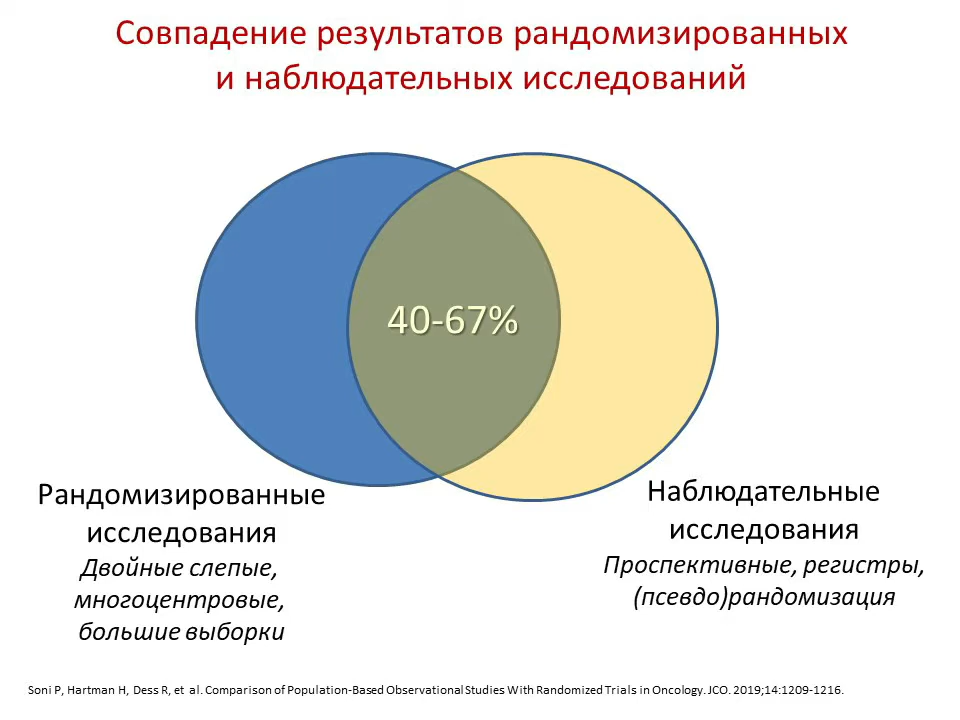 Совпадение результатов рандомизированных
и наблюдательных исследований
40-67%
Рандомизированные
исследования
Двойные слепые,
многоцентровые,
большие выборки
Наблюдательные
исследования
Проспективные, регистры,
(псевдо)рандомизация
Soni P, Hartman H, Dess R, et al. Comparison of Population-Based Observational Studies With Randomized Trials in Oncology. JCO. 2019;14:1209-1216.